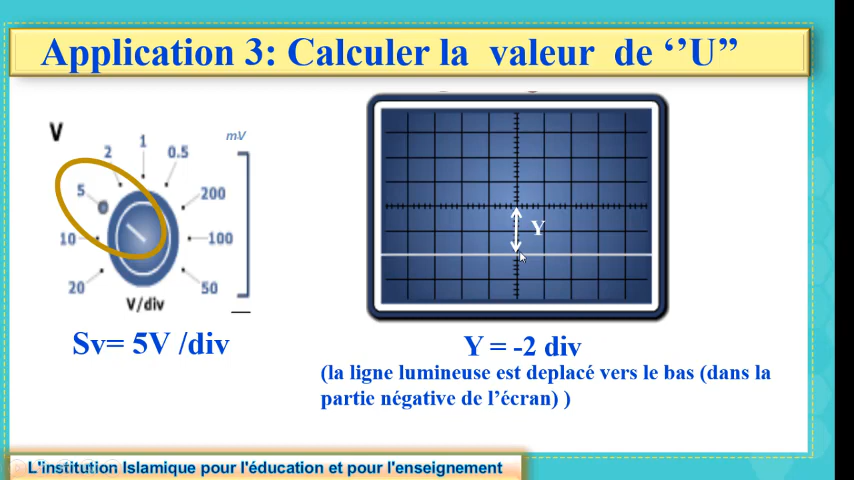 Application 3: Calculer la valeur de ‘’U’’
V
mV
1
2
0.5
5
200
10
100
20
50
V/div
Y
Sv= 5V /div
Y = -2 div
(la ligne lumineuse est deplacé vers le bas (dans la
partie négative de l’écran) )
L'institution Islamique pour l'éducation et pour l'enseignement